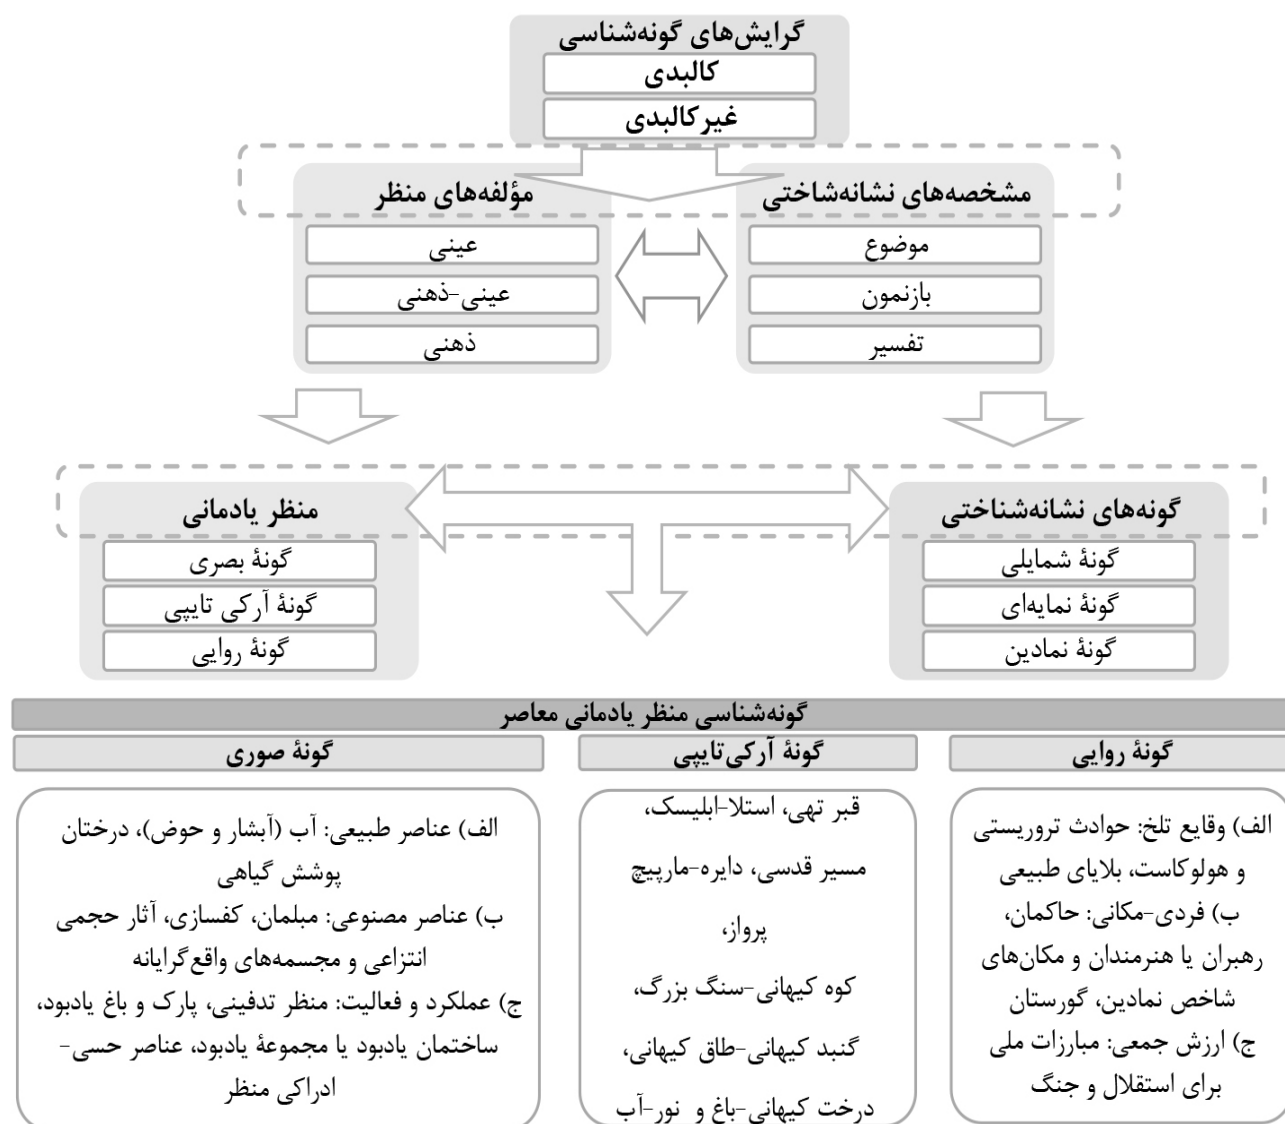 گرایش‌های گونه‌شناسی
کالبدی
غیرکالبدی
مشخصه‌های نشانه‌شاختی
موضوع
بازنمون
تفسیر
مؤلفه‌های منظر
عینی
عینی-ذهنی
ذهنی
گونه‌های نشانه‌شناختی
گونهٔ شمایلی
گونهٔ نمایه‌ای
گونهٔ نمادین
منظر یادمانی
گونهٔ بصری
گونهٔ آرکی تایپی
گونهٔ روایی
گونه‌شناسی منظر یادمانی معاصر
گونهٔ روایی
الف) وقایع تلخ: حوادث تروریستی
و هولوکاست، بلایای طبیعی
ب) فردی-مکانی: حاکمان،
رهبران یا هنرمندان و مکان‌های
شاخص نمادین، گورستان
ج) ارزش جمعی: مبارزات ملی
برای استقلال و جنگ
گونهٔ آرکی‌تایپی
قبر تهی، استلا-ابلیسک،
مسیر قدسی، دایره-مارپیچ
پرواز،
کوه کیهانی-سنگ بزرگ،
گنبد کیهانی-طاق کیهانی،
درخت کیهانی-باغ و نور-آب
گونهٔ صوری
الف) عناصر طبیعی: آب (آبشار و حوض)، درختان
پوشش گیاهی
ب) عناصر مصنوعی: مبلمان، کفسازی، آثار حجمی
انتزاعی و مجسمه‌های واقع‌گرایانه
ج) عملکرد و فعالیت: منظر تدفینی، پارک و باغ یادبود،
ساختمان یادبود یا مجموعهٔ یادبود، عناصر حسی-
ادراکی منظر